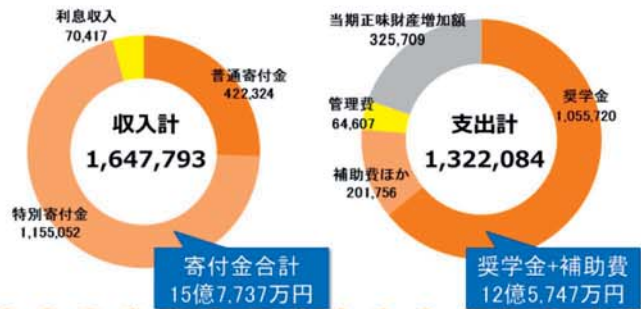 利息収入
70,417
普通寄付金
422,324
収入計
1,647,793
特別寄付金
1,155,052
寄付金合計
15億7,737万円
当期正味財産増加額
325,709
奨学金
1,055,720
管理費
64,607
支出計
1,322,084
補助費ほか
201,756
奨学金+補助費
12億5,747万円